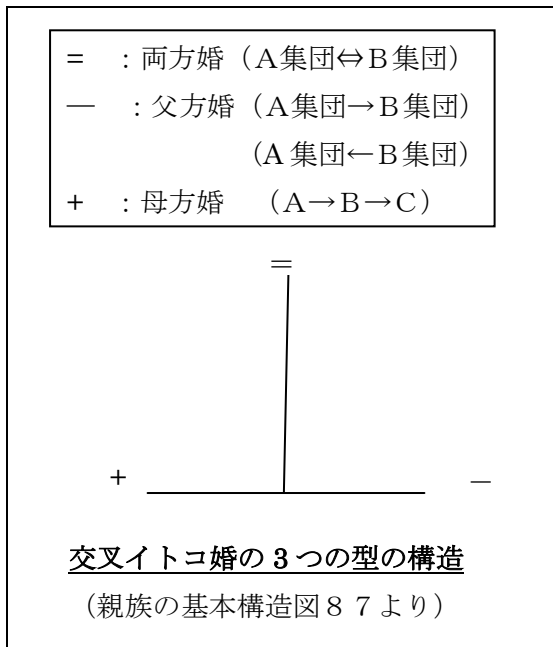 = ：両方婚（Ａ集団⇔Ｂ集団）
― ：父方婚（Ａ集団→Ｂ集団）
（A 集団←Ｂ集団）
+ ：母方婚 （Ａ→Ｂ→Ｃ）
=
+ ―
交叉イトコ婚の 3 つの型の構造
（親族の基本構造図８７より）